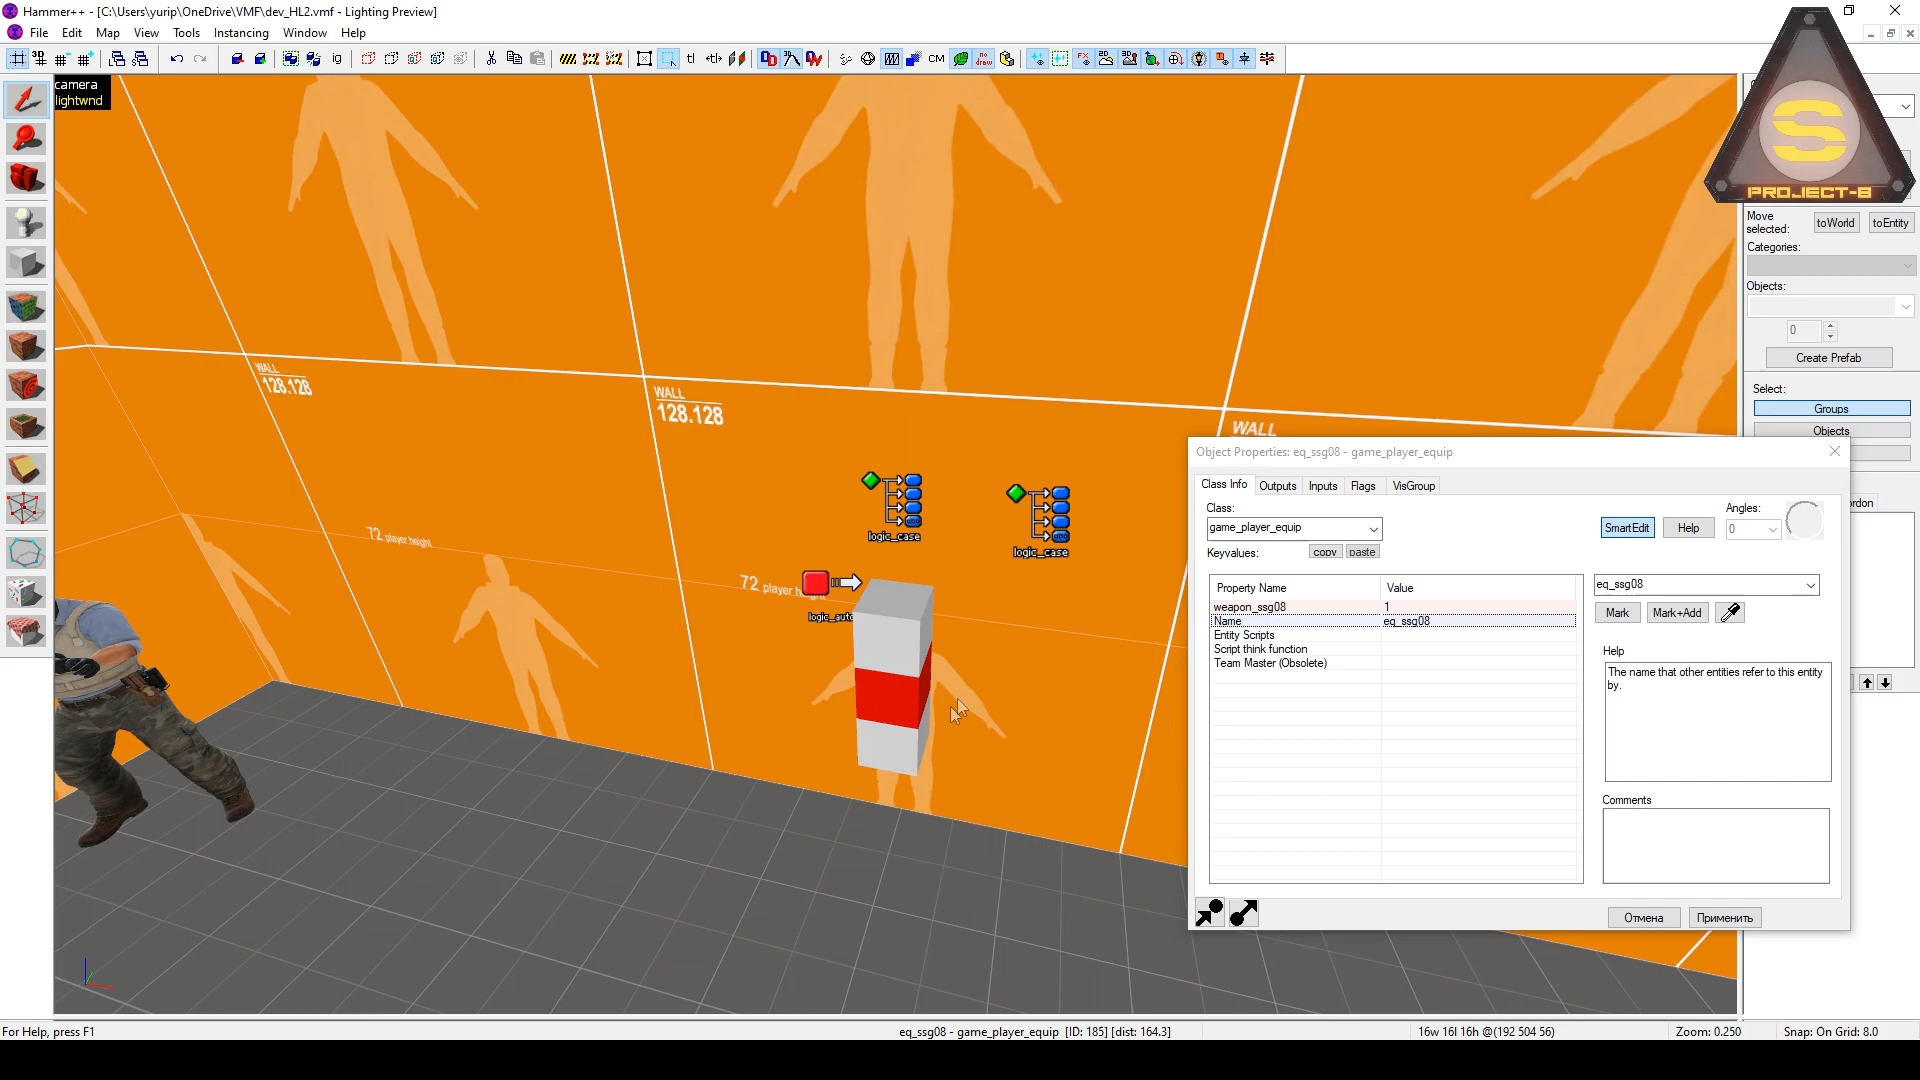 Hammer++ - [C:\Users\yurip\OneDrive\VMF\dev_HL2.vmf - Lighting Preview]
File Edit Map View Tools Instancing Window Help
3D
tl
ig
CM
camera
lightwnd
S
PROJECT-8
Move selected:
toWorld
toEntity
Categories:
Objects:
0
Create Prefab
Select:
Groups
Objects
WALL
128.128
WALL
128.128
WALL
72 player height
72 player
logic_case
logic_case
logic_auto
Object Properties: eq_ssg08 - game_player_equip
Class Info Outputs Inputs Flags VisGroup
Class:
game_player_equip
SmartEdit
Help
Angles:
0
Keyvalues:
copy
paste
Property Name Value
weapon_ssg08 1
Name eq_ssg08
Entity Scripts
Script think function
Team Master (Obsolete)
eq_ssg08
Mark
Mark+Add
Help
The name that other entities refer to this entity
by.
Comments
Отмена
Применить
For Help, press F1
eq_ssg08 - game_player_equip [ID: 185] [dist: 164.3]
16w 16l 16h @(192 504 56)
Zoom: 0.250
Snap: On Grid: 8.0